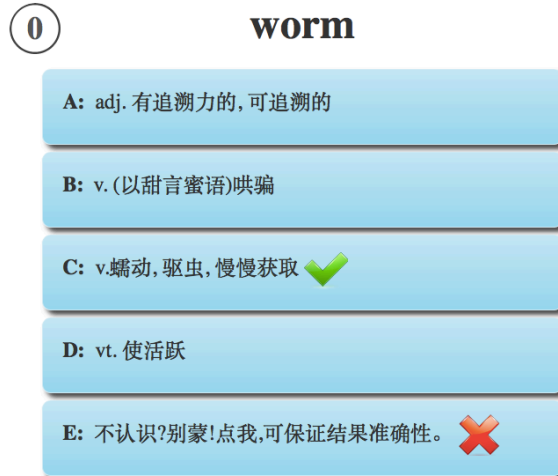 0
worm
A: adj. 有追溯力的, 可追溯的
B: v. (以甜言蜜语)哄骗
C: v.蠕动, 驱虫, 慢慢获取
D: vt. 使活跃
E: 不认识?别蒙!点我,可保证结果准确性。